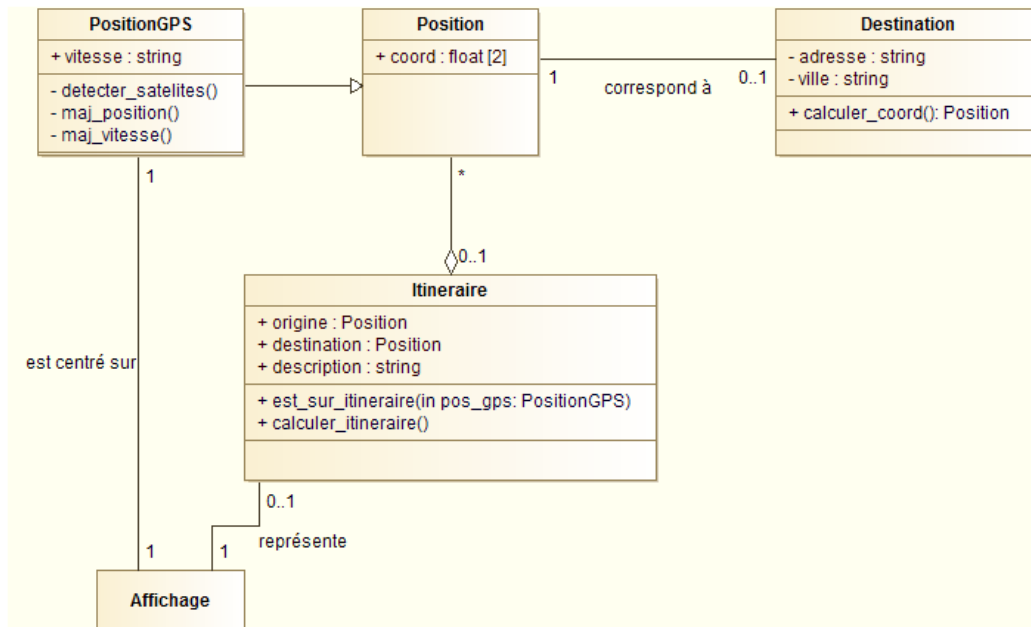 PositionGPS
+ vitesse : string
- detecter_satelites()
- maj_position()
- maj_vitesse()
Position
+ coord : float [2]
Destination
- adresse : string
- ville : string
+ calculer_coord(): Position
1
correspond à
0..1
1
*
0..1
Itineraire
+ origine : Position
+ destination : Position
+ description : string
+ est_sur_itineraire(in pos_gps: PositionGPS)
+ calculer_itineraire()
est centré sur
0..1
représente
1
1
Affichage